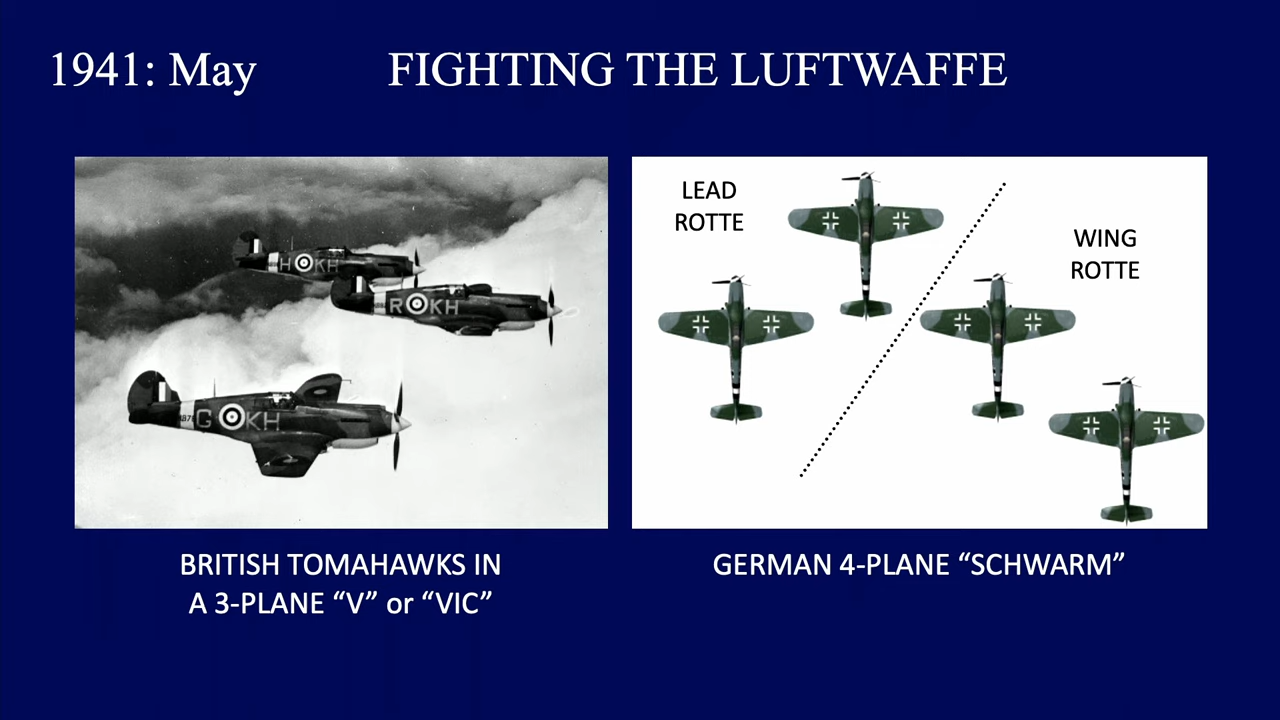 1941: May FIGHTING THE LUFTWAFFE
H KH
R KH
G KH
LEAD
ROTTE
WING
ROTTE
BRITISH TOMAHAWKS IN
A 3-PLANE “V” or “VIC”
GERMAN 4-PLANE “SCHWARM”